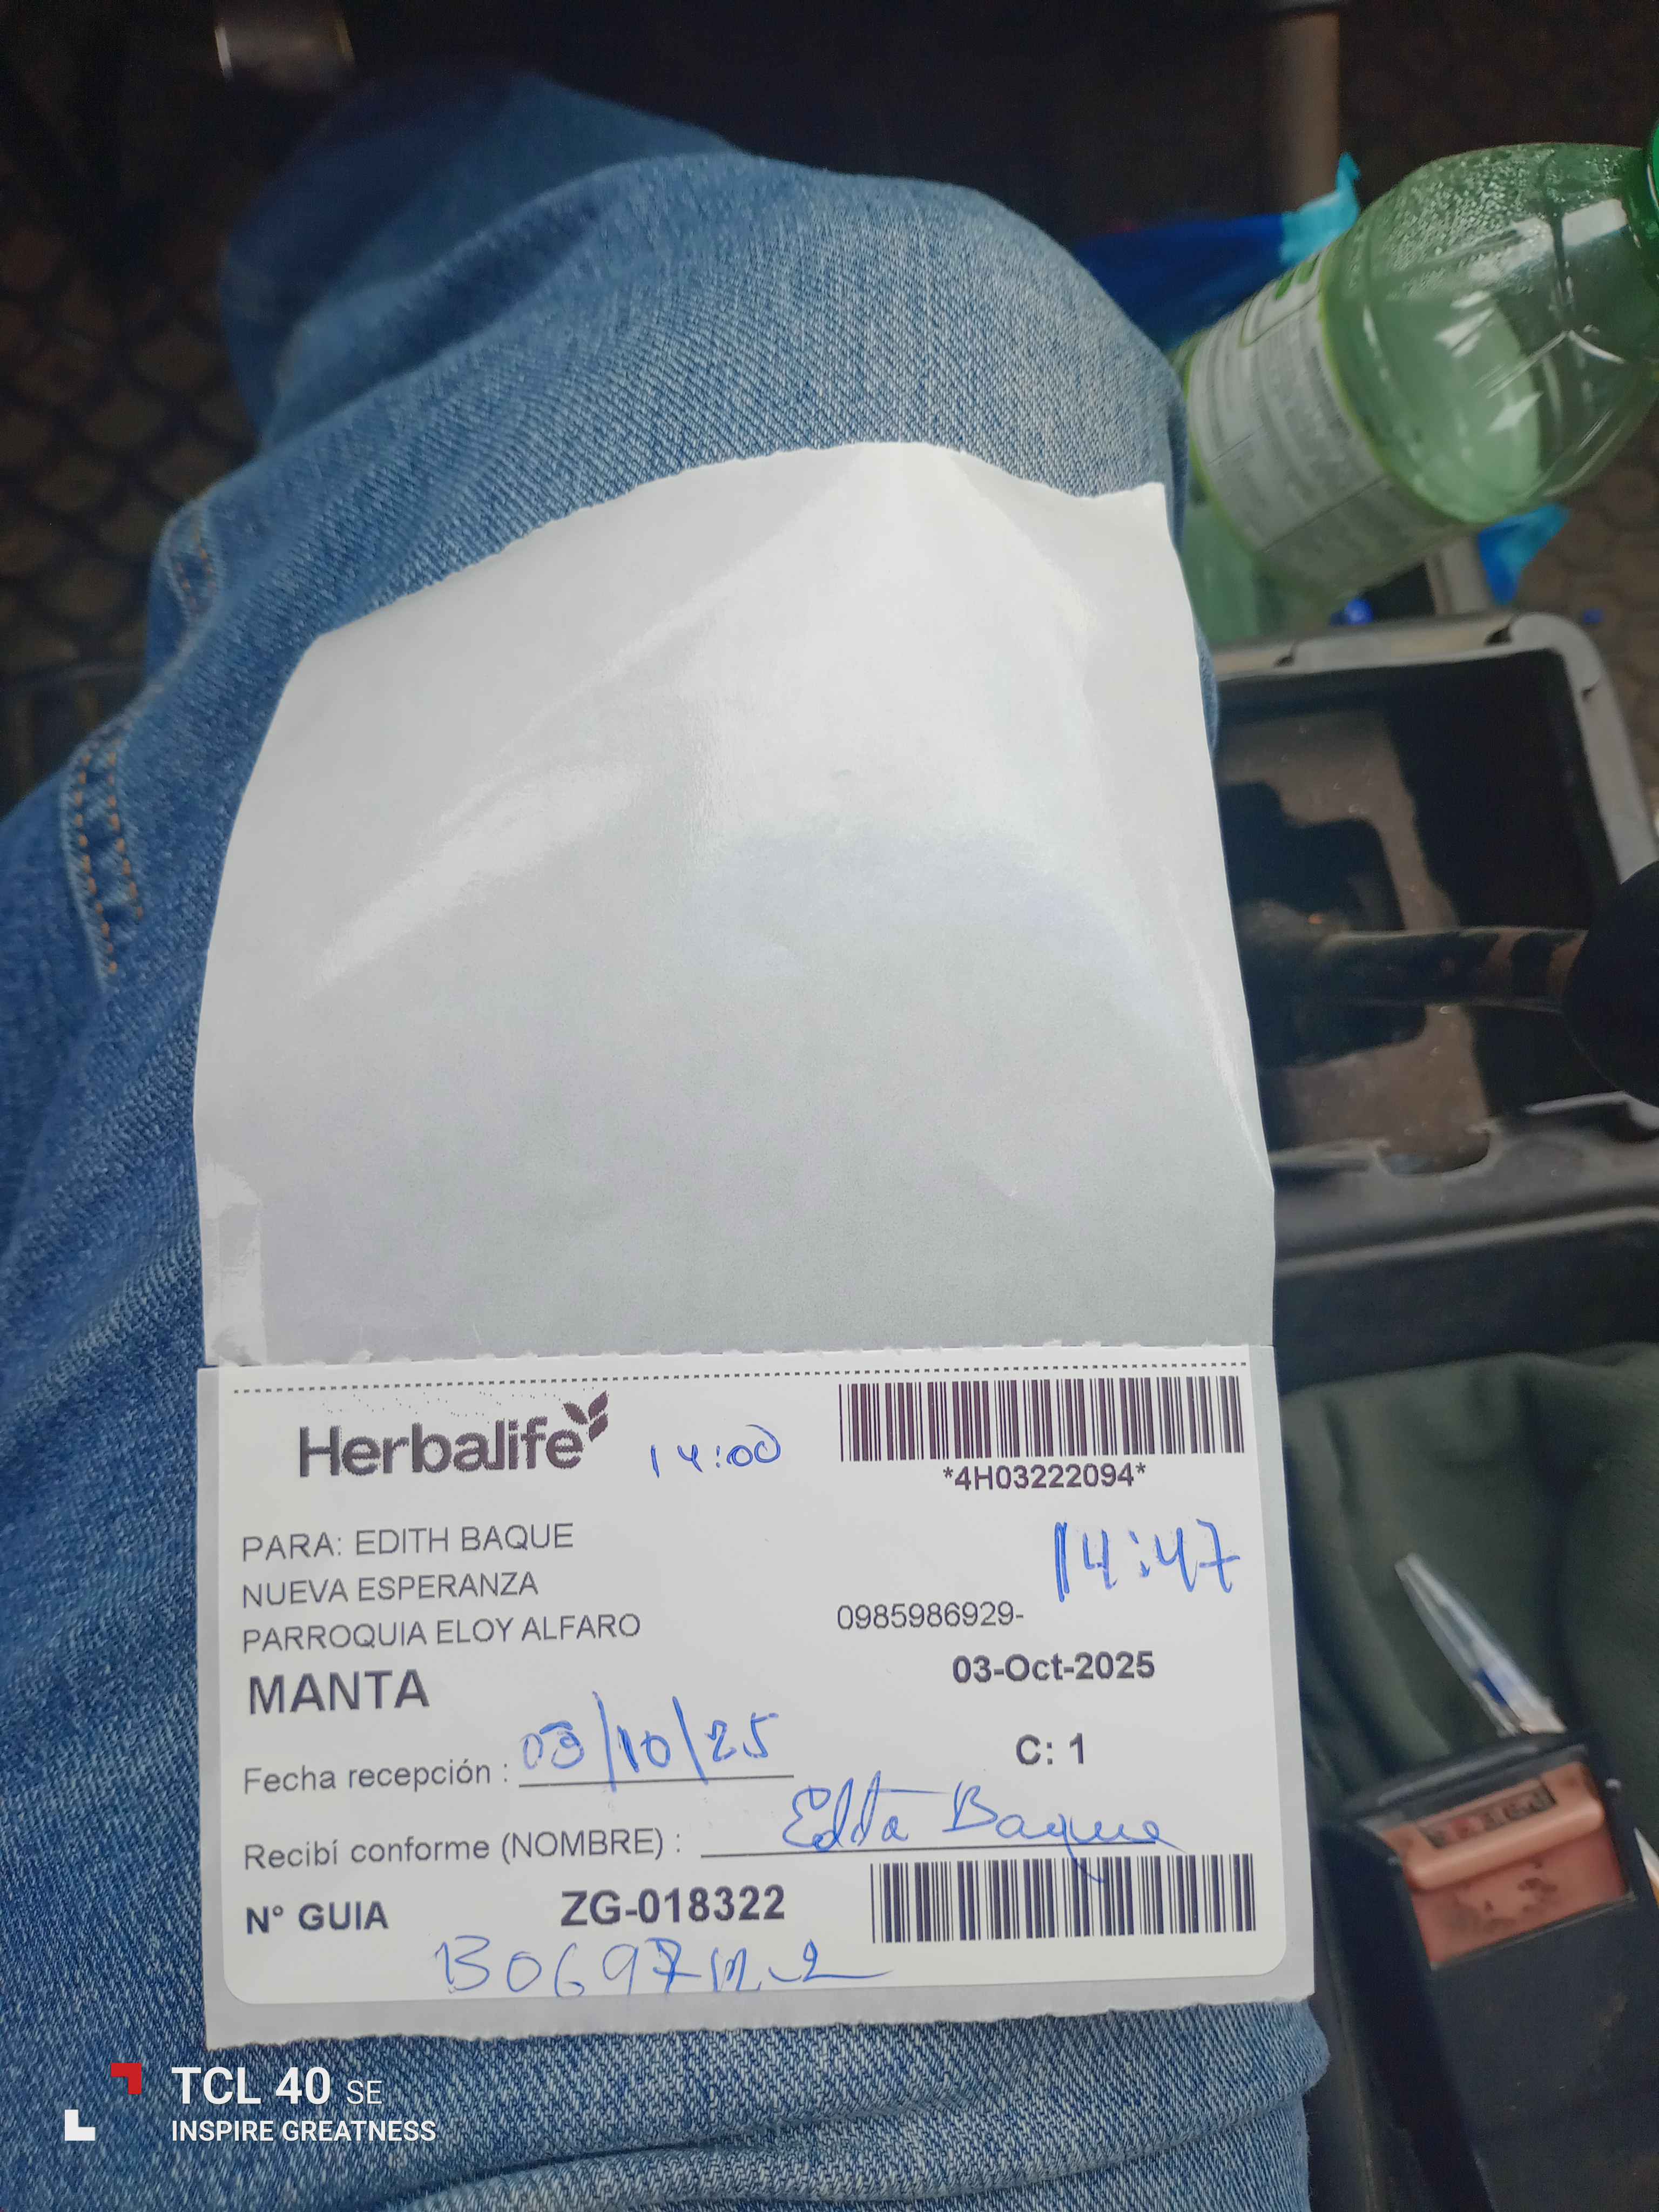 Herbalife
14:00
*4H03222094*
PARA: EDITH BAQUE
14:47
NUEVA ESPERANZA
0985986929-
PARROQUIA ELOY ALFARO
03-Oct-2025
MANTA
C: 1
Fecha recepción : 03/10/25
Recibí conforme (NOMBRE) : Edita Baque
N° GUIA ZG-018322
TCL 40 SE
INSPIRE GREATNESS